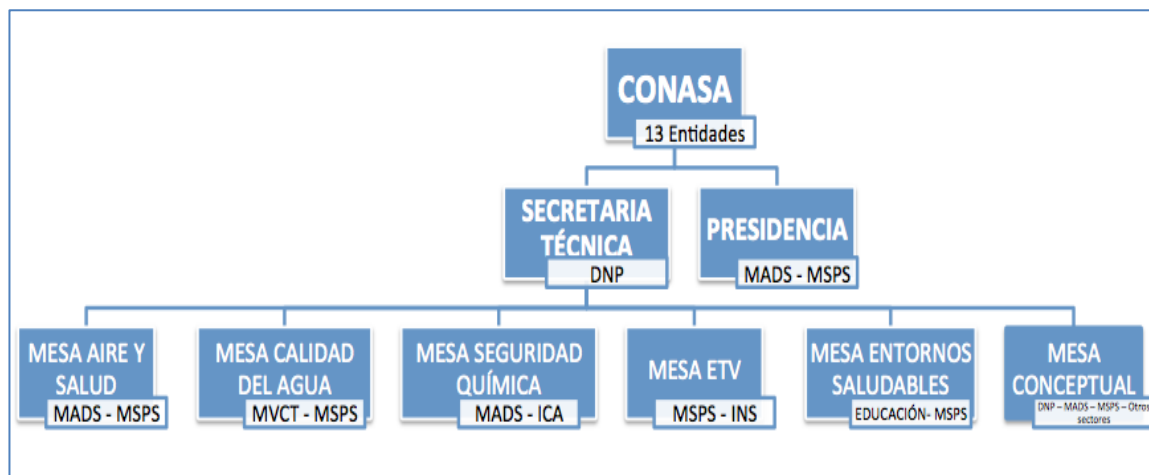 CONASA
13 Entidades
SECRETARIA
TÉCNICA
DNP
PRESIDENCIA
MADS - MSPS
MESA AIRE Y
SALUD
MADS - MSPS
MESA CALIDAD
DEL AGUA
MVCT - MSPS
MESA SEGURIDAD
QUÍMICA
MADS - ICA
MESA ETV
MSPS - INS
MESA ENTORNOS
SALUDABLES
EDUCACIÓN- MSPS
MESA
CONCEPTUAL
DNP – MADS – MSPS – Otros
sectores